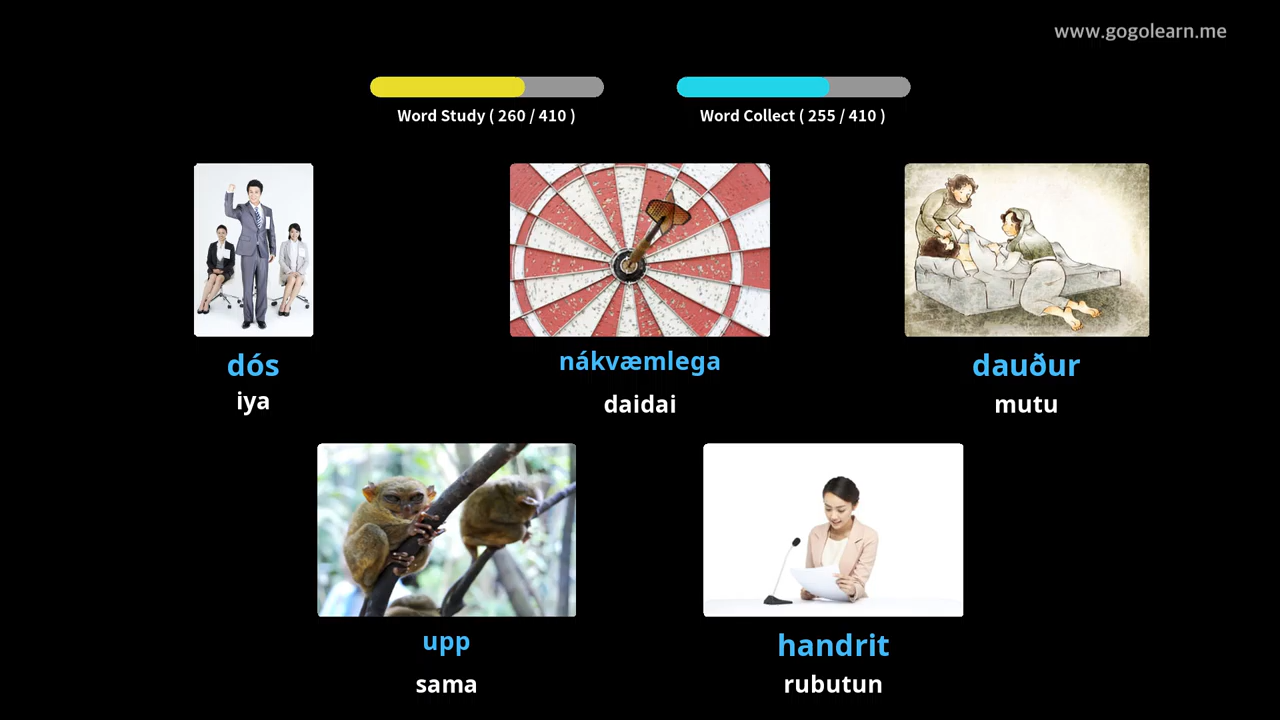 www.gogolearn.me
Word Study ( 260 / 410 )
Word Collect ( 255 / 410 )
dós
iya
nákvæmlega
daidai
dauður
mutu
upp
sama
handrit
rubutun